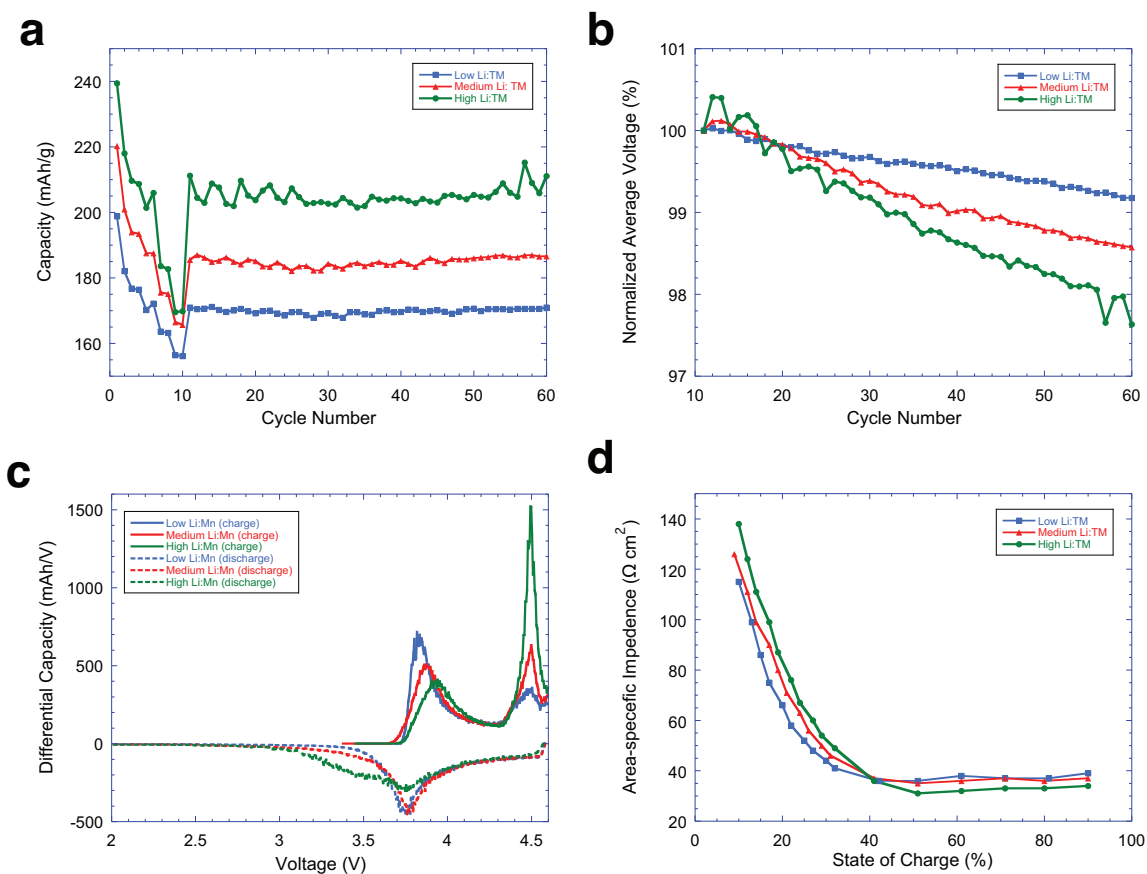 a
Capacity (mAh/g)
240
220
200
180
160
0
10
20
30
40
50
60
Cycle Number
Low Li:TM
Medium Li: TM
High Li:TM
b
Normalized Average Voltage (%)
101
100
99
98
97
10
20
30
40
50
60
Cycle Number
Low Li:TM
Medium Li:TM
High Li:TM
c
Differential Capacity (mAh/V)
1500
1000
500
0
-500
2
2.5
3
3.5
4
4.5
Voltage (V)
Low Li:Mn (charge)
Medium Li:Mn (charge)
High Li:Mn (charge)
Low Li:Mn (discharge)
Medium Li:Mn (discharge)
High Li:Mn (discharge)
d
Area-specefic Impedence (Ω cm²)
140
120
100
80
60
40
20
0
20
40
60
80
100
State of Charge (%)
Low Li:TM
Medium Li:TM
High Li:TM